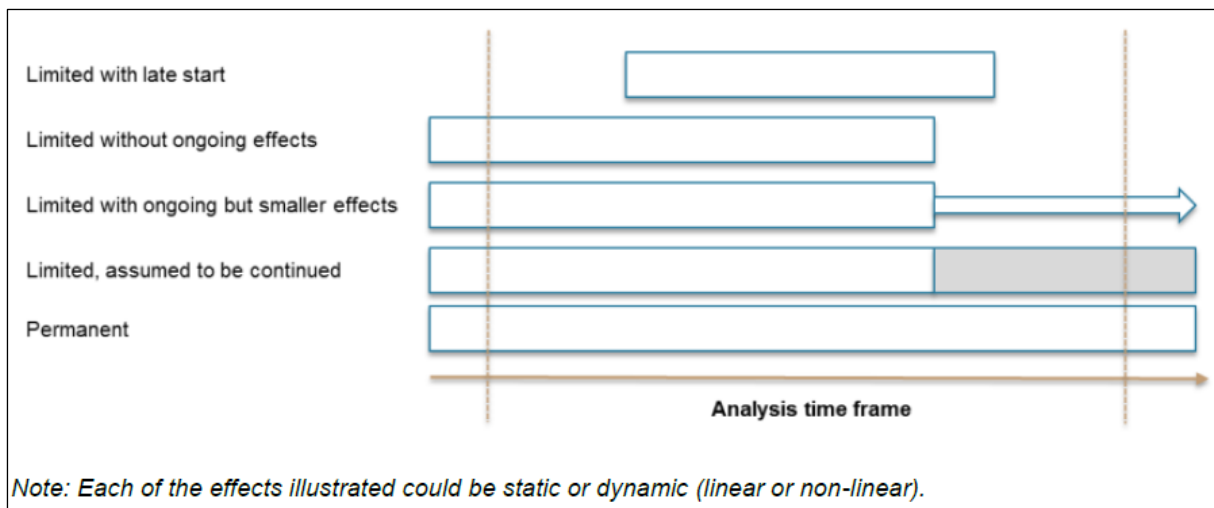 Limited with late start
Limited without ongoing effects
Limited with ongoing but smaller effects
Limited, assumed to be continued
Permanent
Analysis time frame
Note: Each of the effects illustrated could be static or dynamic (linear or non-linear).